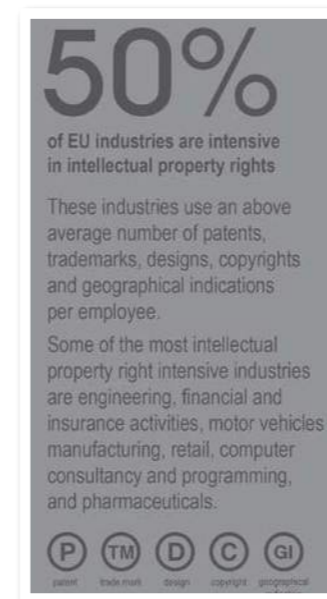 50%
of EU industries are intensive
in intellectual property rights
These industries use an above
average number of patents,
trademarks, designs, copyrights
and geographical indications
per employee.
Some of the most intellectual
property right intensive industries
are engineering, financial and
insurance activities, motor vehicles
manufacturing, retail, computer
consultancy and programming,
and pharmaceuticals.
P TM D C GI
patent trade mark design copyright geographical